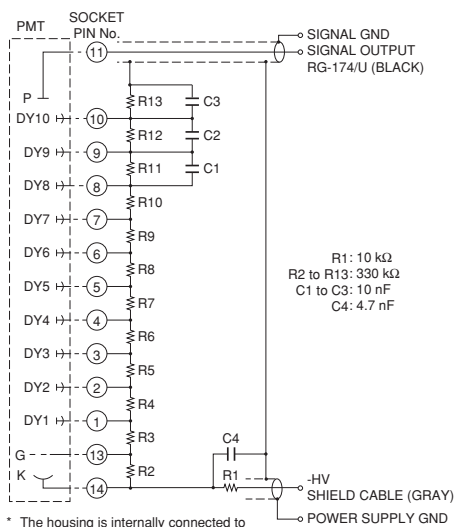 PMT
SOCKET
PIN No.
SIGNAL GND
SIGNAL OUTPUT
RG-174/U (BLACK)
11
P
R13
C3
DY10
10
R12
C2
DY9
9
R11
C1
DY8
8
R10
DY7
7
R9
DY6
6
R8
DY5
5
R7
DY4
4
R6
DY3
3
R5
DY2
2
R4
DY1
1
R3
G
13
R2
K
14
R1: 10 kΩ
R2 to R13: 330 kΩ
C1 to C3: 10 nF
C4: 4.7 nF
C4
R1
-HV
SHIELD CABLE (GRAY)
POWER SUPPLY GND
* The housing is internally connected to